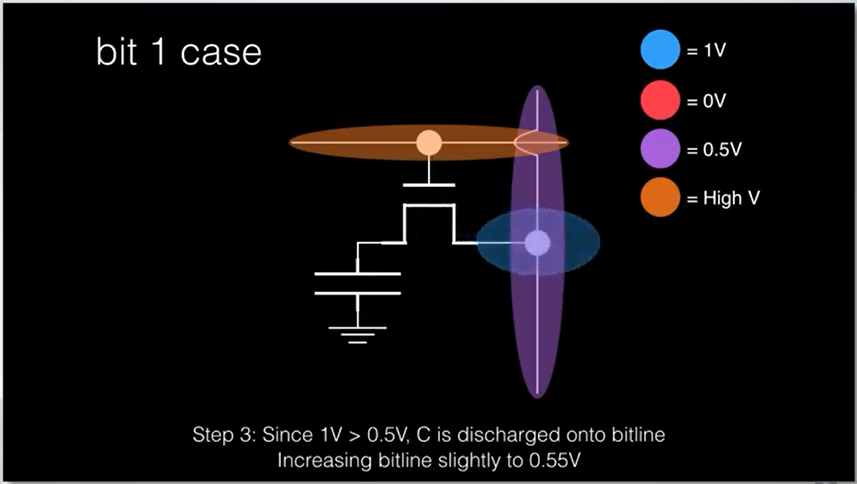 bit 1 case
= 1V
= 0V
= 0.5V
= High V
Step 3: Since 1V > 0.5V, C is discharged onto bitline
Increasing bitline slightly to 0.55V